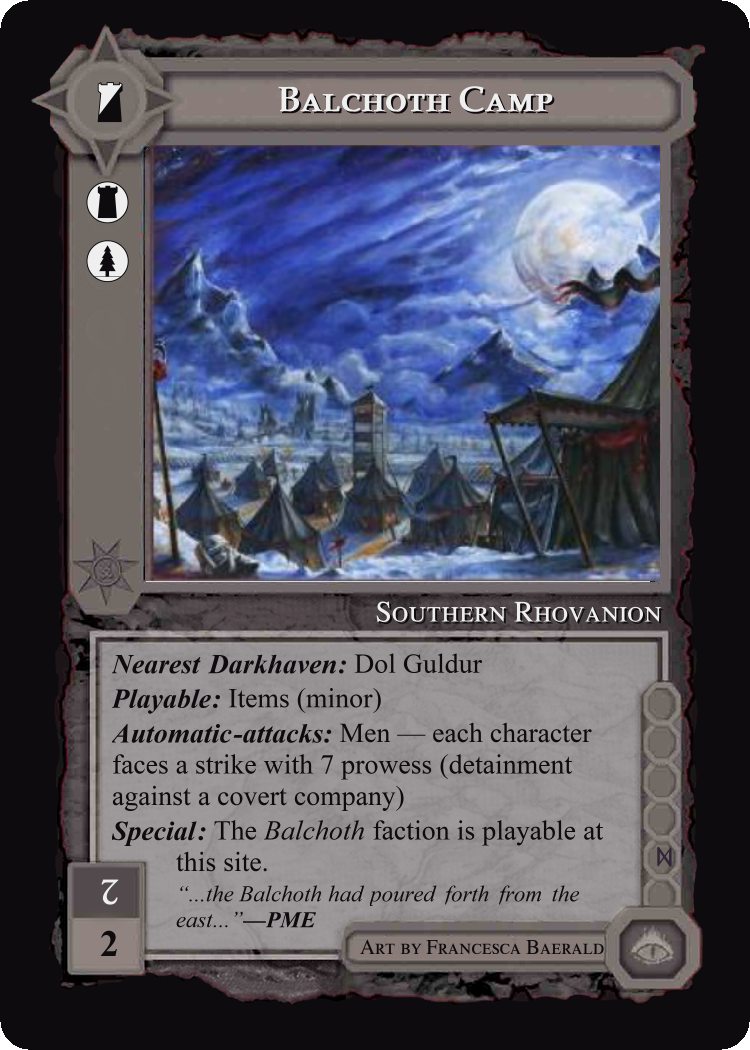 Balchoth Camp
Southern Rhovanion
Nearest Darkhaven: Dol Guldur
Playable: Items (minor)
Automatic-attacks: Men — each character
faces a strike with 7 prowess (detainment
against a covert company)
Special: The Balchoth faction is playable at
this site.
“...the Balchoth had poured forth from the
east...”—PME
2
2
Art by Francesca Baerald